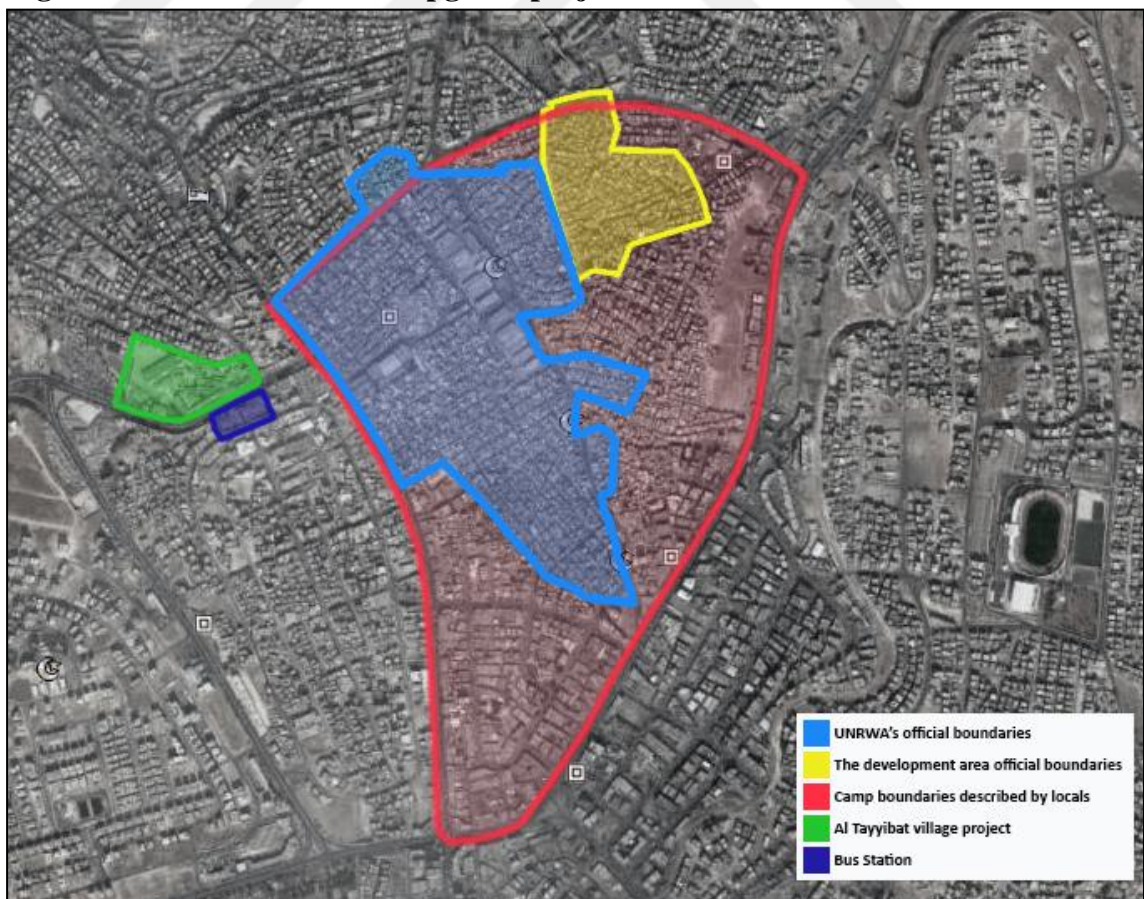 UNRWA's official boundaries
The development area official boundaries
Camp boundaries described by locals
Al Tayyibat village project
Bus Station